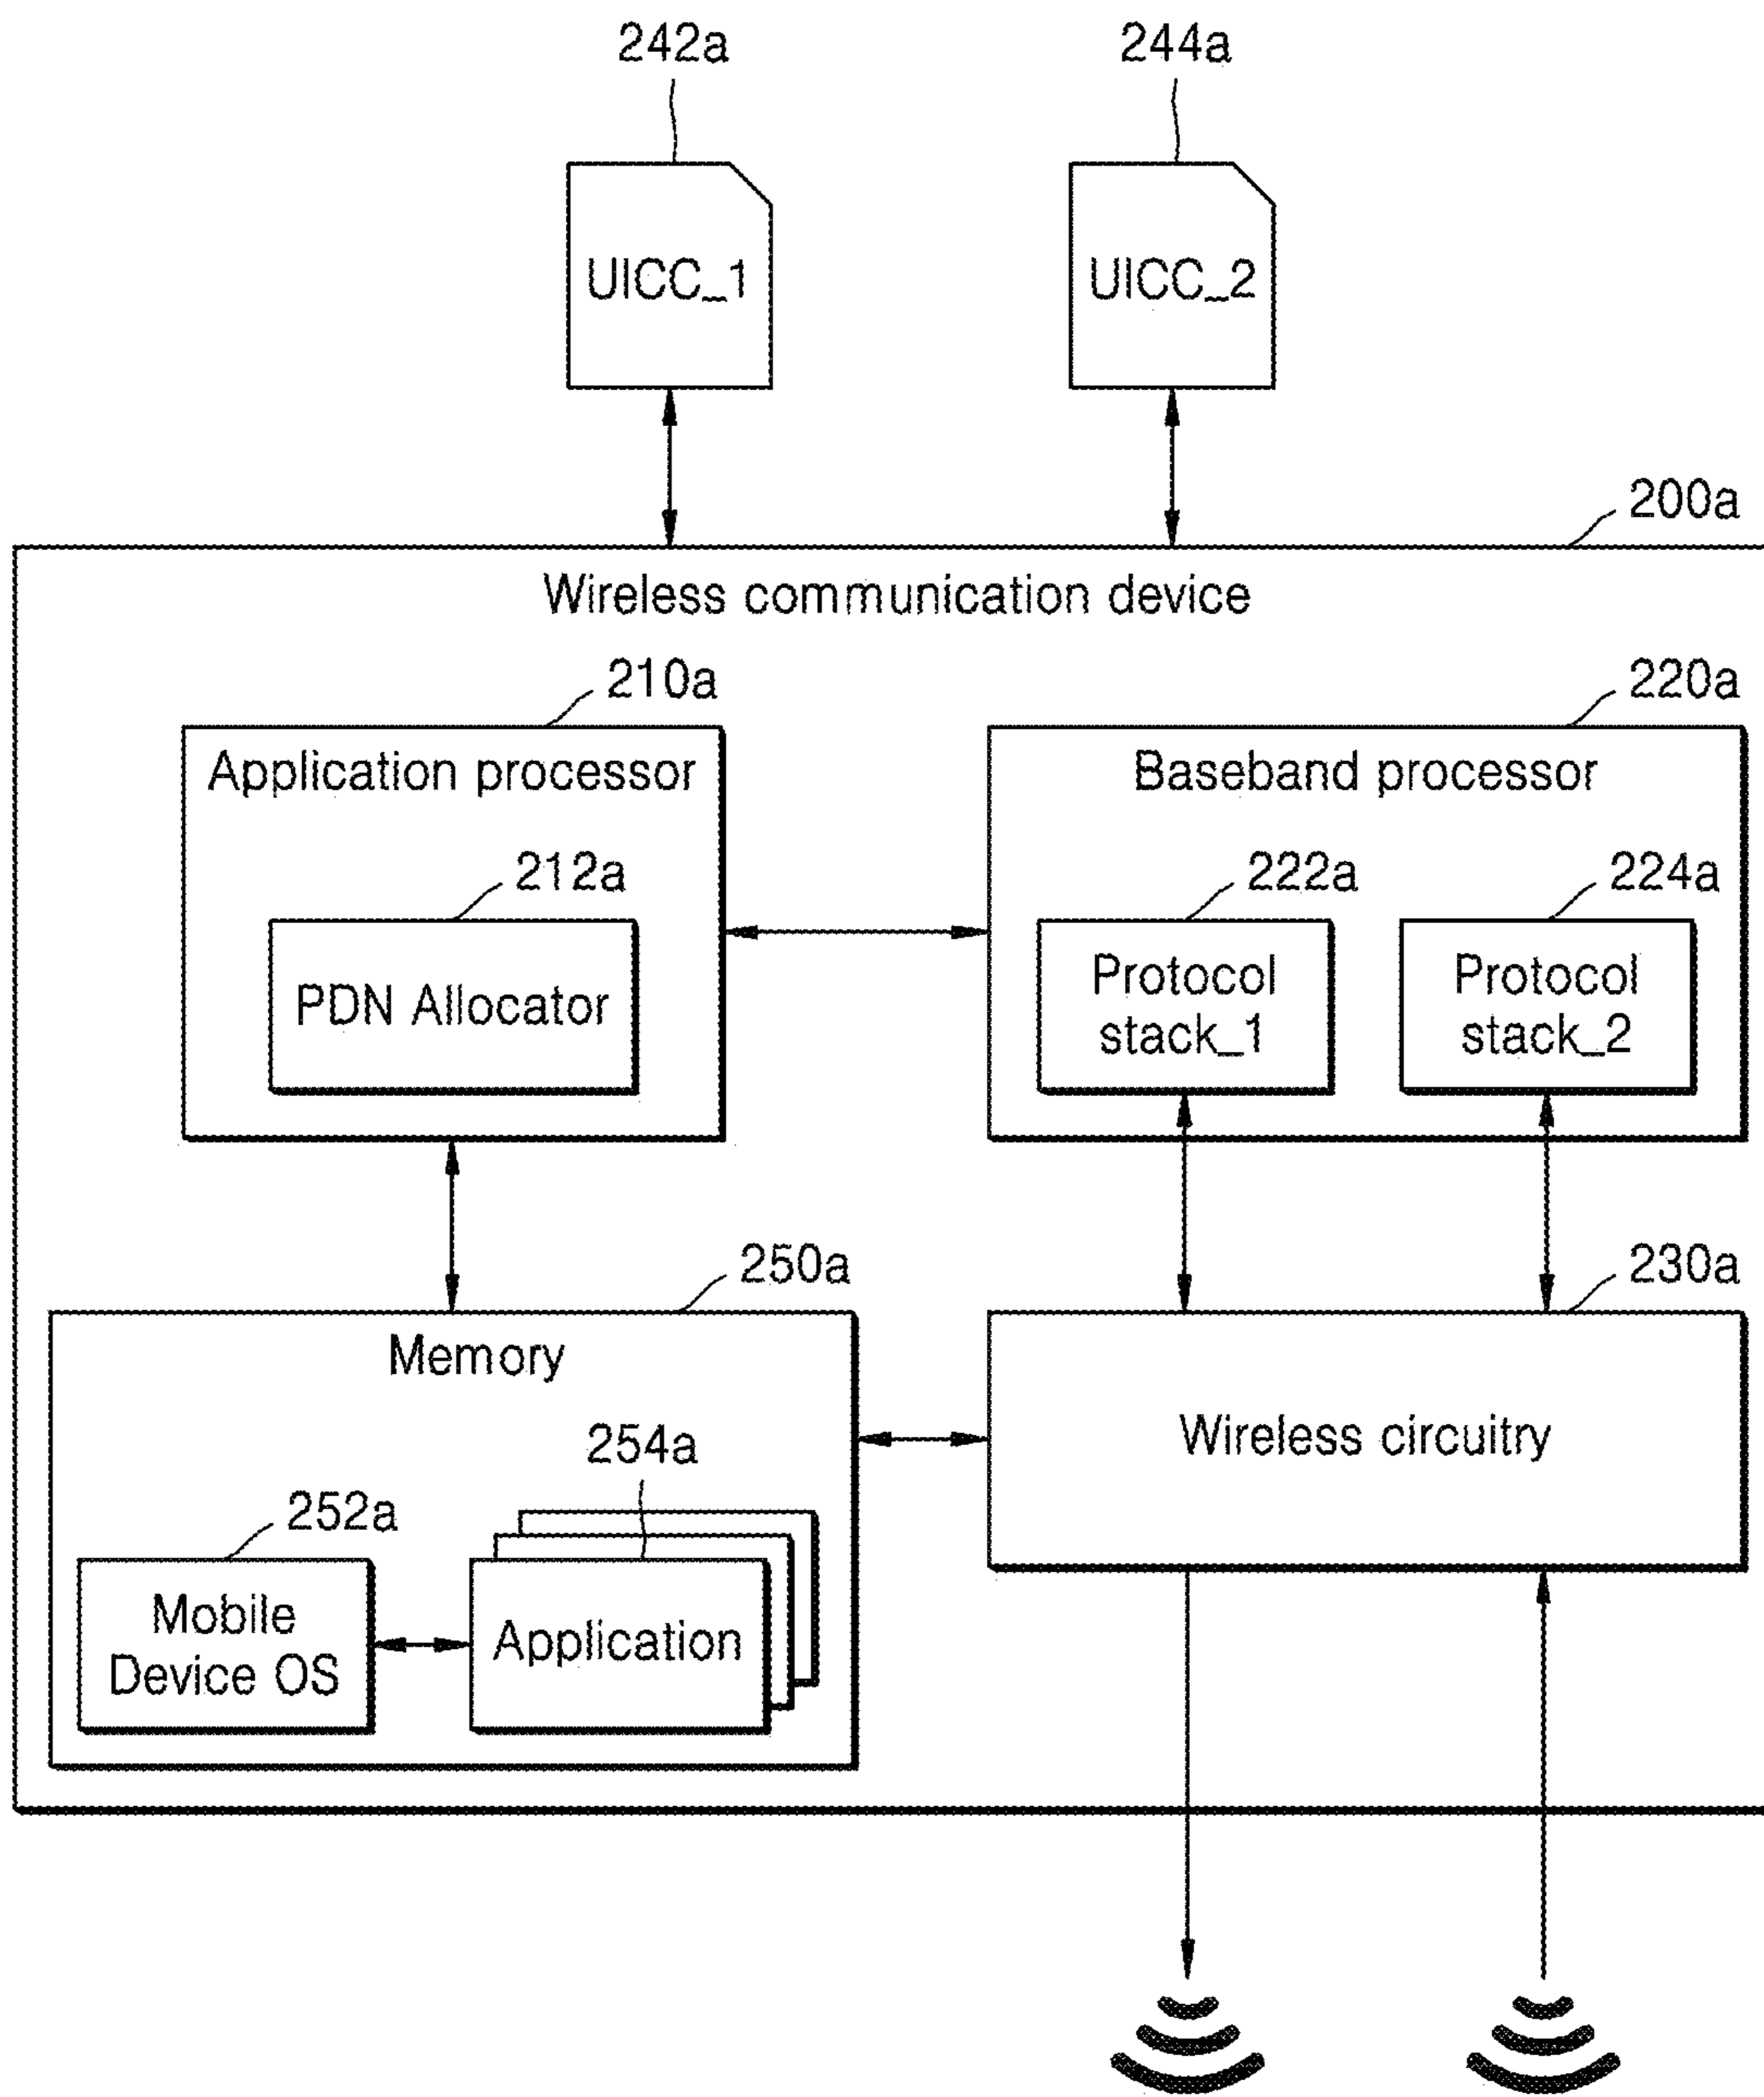 242a
244a
UICC_1
UICC_2
200a
Wireless communication device
210a
220a
Application processor
Baseband processor
212a
222a
224a
PDN Allocator
Protocol
stack_1
Protocol
stack_2
250a
230a
Memory
Wireless circuitry
254a
252a
Mobile
Device OS
Application